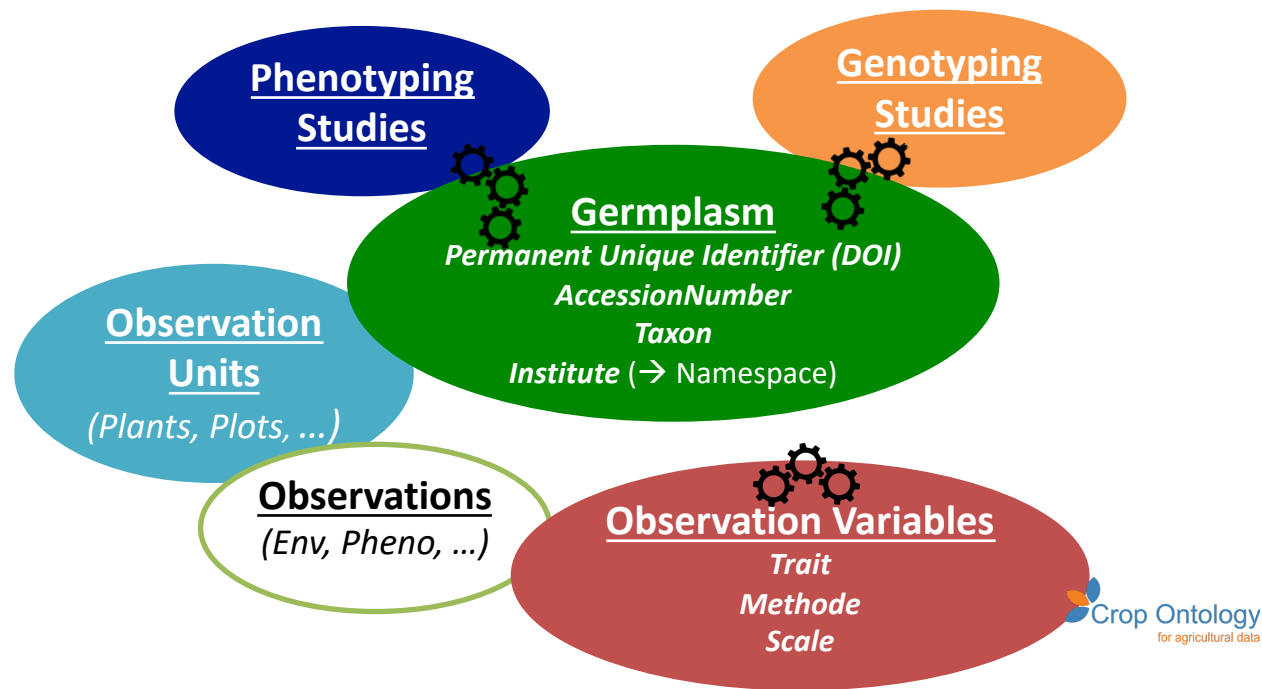 Phenotyping
Studies
Genotyping
Studies
Germplasm
Permanent Unique Identifier (DOI)
AccessionNumber
Taxon
Institute (→ Namespace)
Observation
Units
(Plants, Plots, ...)
Observations
(Env, Pheno, ...)
Observation Variables
Trait
Methode
Scale
Crop Ontology
for agricultural data